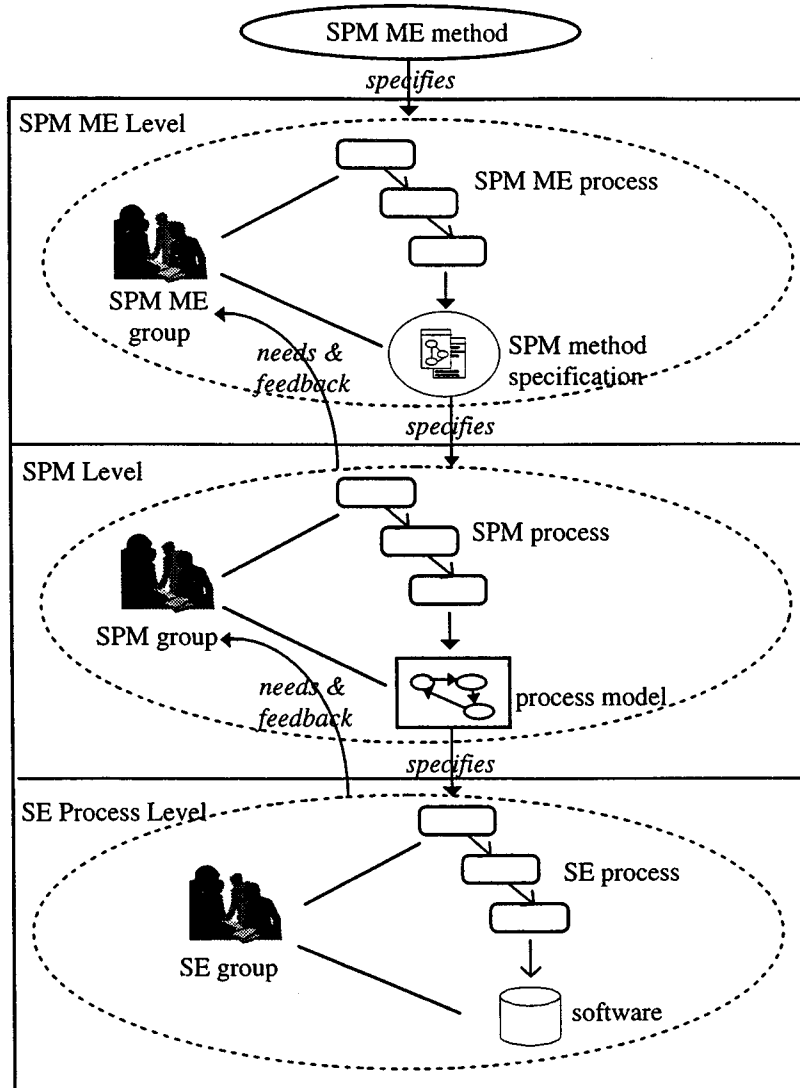 SPM ME method
specifies
SPM ME Level
SPM ME process
SPM ME
group
needs &
feedback
SPM method
specification
specifies
SPM Level
SPM process
SPM group
needs &
feedback
process model
specifies
SE Process Level
SE process
SE group
software